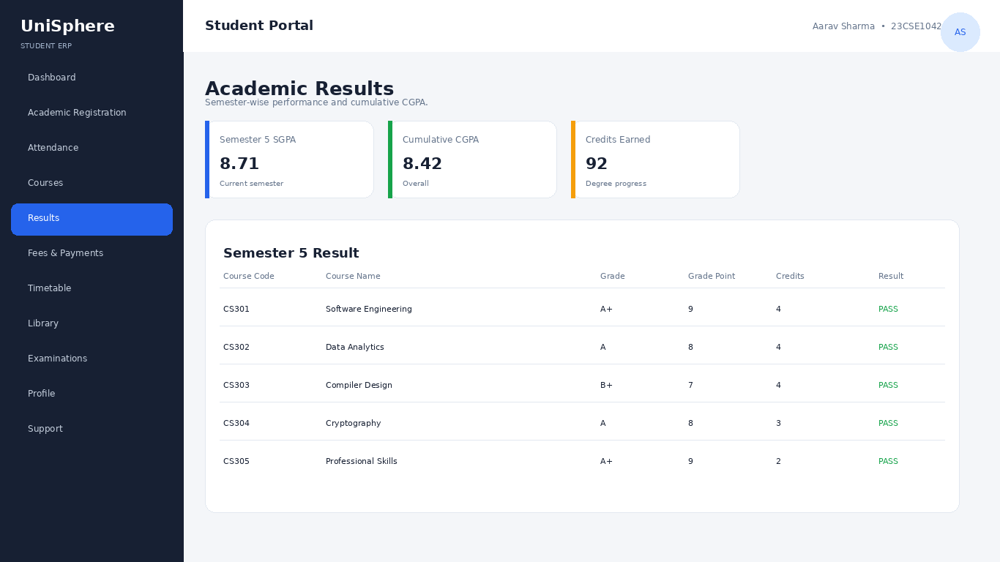 UniSphere
STUDENT ERP
Dashboard
Academic Registration
Attendance
Courses
Results
Fees & Payments
Timetable
Library
Examinations
Profile
Support
Student Portal
Aarav Sharma • 23CSE1042
AS
Academic Results
Semester-wise performance and cumulative CGPA.
Semester 5 SGPA
8.71
Current semester
Cumulative CGPA
8.42
Overall
Credits Earned
92
Degree progress
Semester 5 Result
Course Code Course Name Grade Grade Point Credits Result
CS301 Software Engineering A+ 9 4 PASS
CS302 Data Analytics A 8 4 PASS
CS303 Compiler Design B+ 7 4 PASS
CS304 Cryptography A 8 3 PASS
CS305 Professional Skills A+ 9 2 PASS